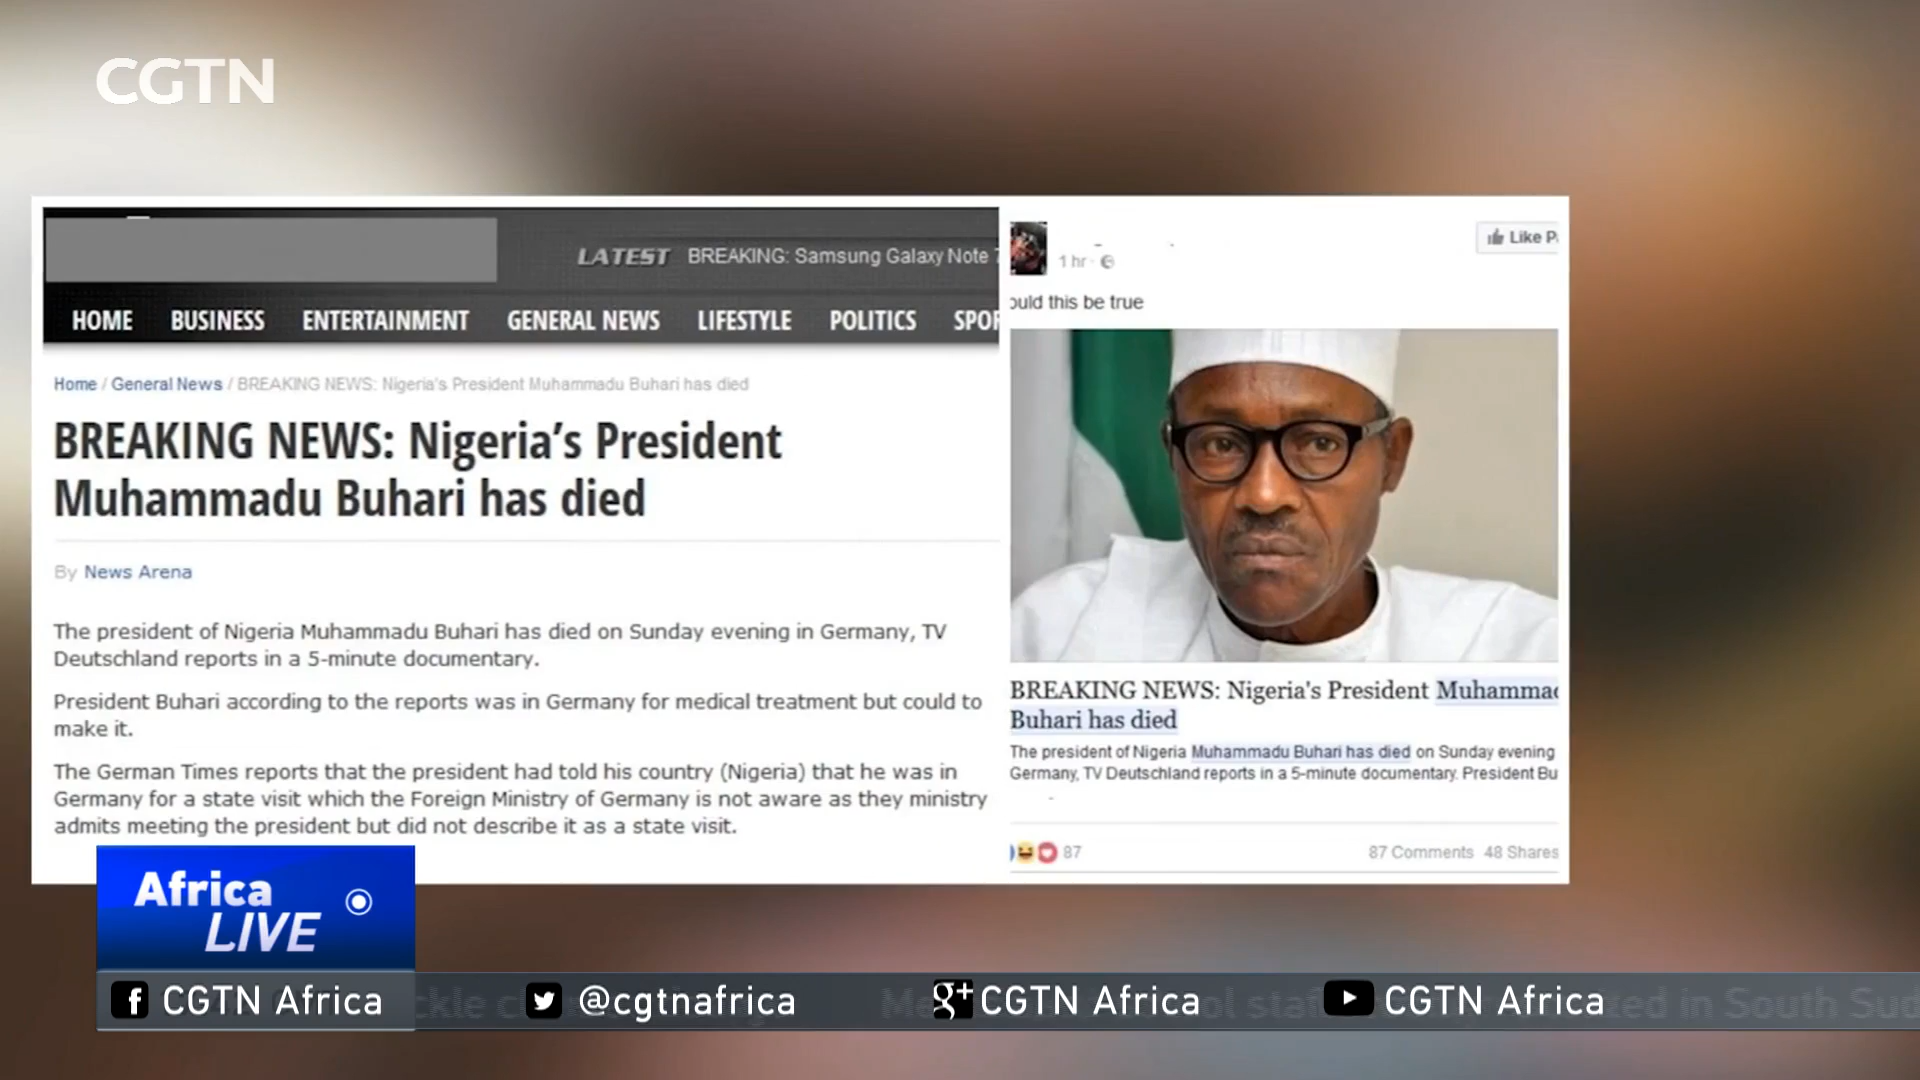 CGTN
LATEST BREAKING: Samsung Galaxy Note 7
HOME BUSINESS ENTERTAINMENT GENERAL NEWS LIFESTYLE POLITICS SPOR
Home / General News / BREAKING NEWS: Nigeria's President Muhammadu Buhari has died
BREAKING NEWS: Nigeria's President
Muhammadu Buhari has died
By News Arena
The president of Nigeria Muhammadu Buhari has died on Sunday evening in Germany, TV
Deutschland reports in a 5-minute documentary.
President Buhari according to the reports was in Germany for medical treatment but could to
make it.
The German Times reports that the president had told his country (Nigeria) that he was in
Germany for a state visit which the Foreign Ministry of Germany is not aware as they ministry
admits meeting the president but did not describe it as a state visit.
Like Pa
1 hr
ould this be true
BREAKING NEWS: Nigeria's President Muhammad
Buhari has died
The president of Nigeria Muhammadu Buhari has died on Sunday evening
Germany, TV Deutschland reports in a 5-minute documentary. President Bu
87 87 Comments 48 Shares
Africa
LIVE
CGTN Africa @cgtnafrica g+ CGTN Africa CGTN Africa